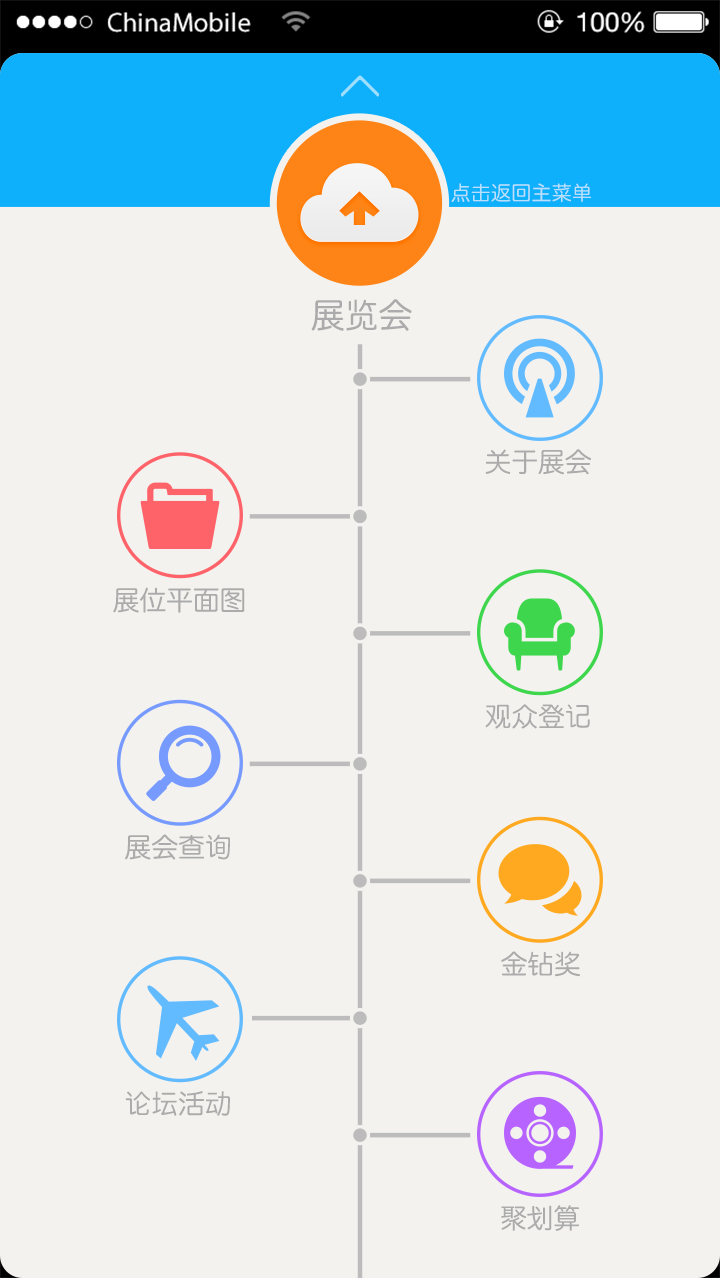 ChinaMobile
100%
点击返回主菜单
展览会
关于展会
展位平面图
观众登记
展会查询
金钻奖
论坛活动
聚划算